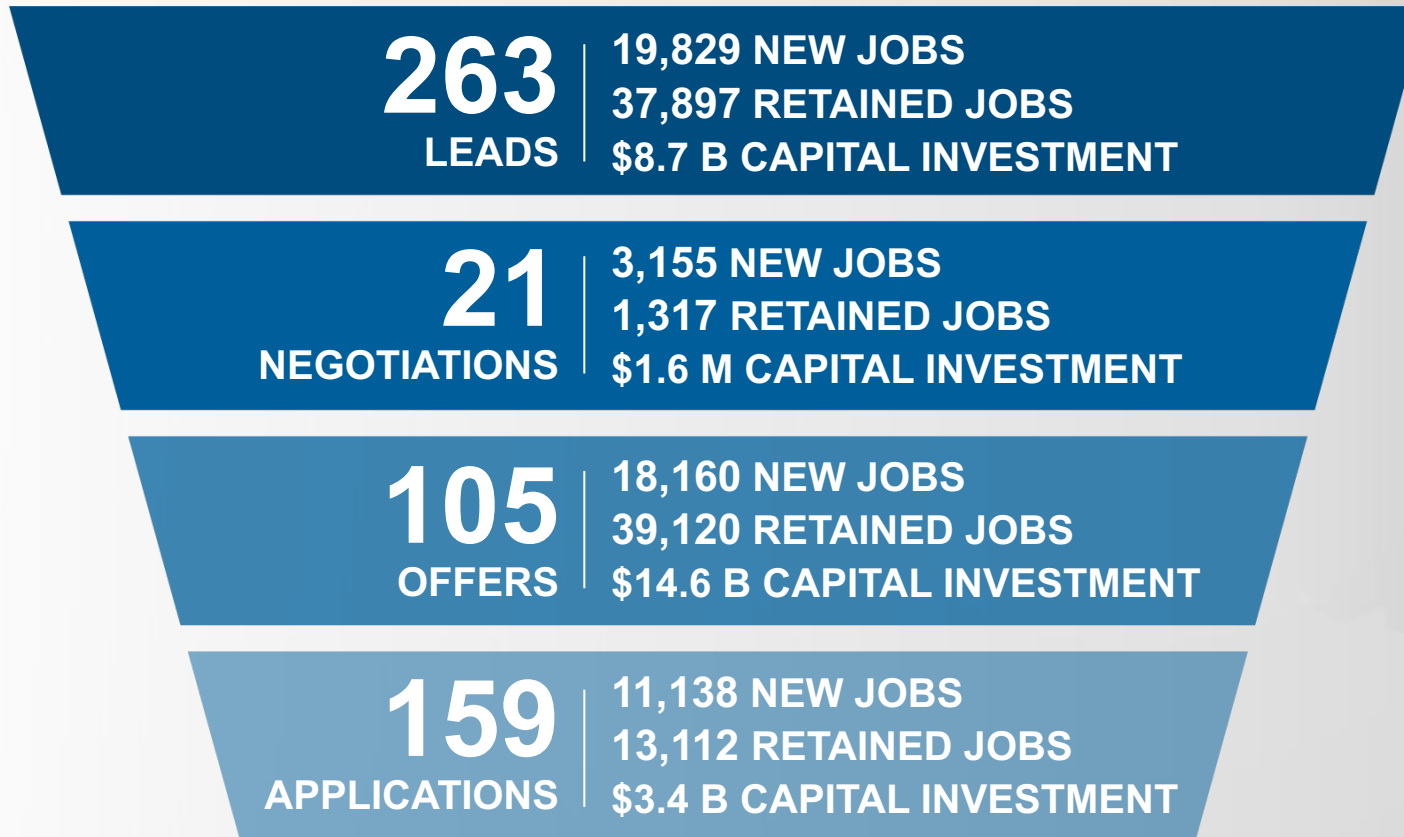 263
LEADS
19,829 NEW JOBS
37,897 RETAINED JOBS
$8.7 B CAPITAL INVESTMENT
21
NEGOTIATIONS
3,155 NEW JOBS
1,317 RETAINED JOBS
$1.6 M CAPITAL INVESTMENT
105
OFFERS
18,160 NEW JOBS
39,120 RETAINED JOBS
$14.6 B CAPITAL INVESTMENT
159
APPLICATIONS
11,138 NEW JOBS
13,112 RETAINED JOBS
$3.4 B CAPITAL INVESTMENT